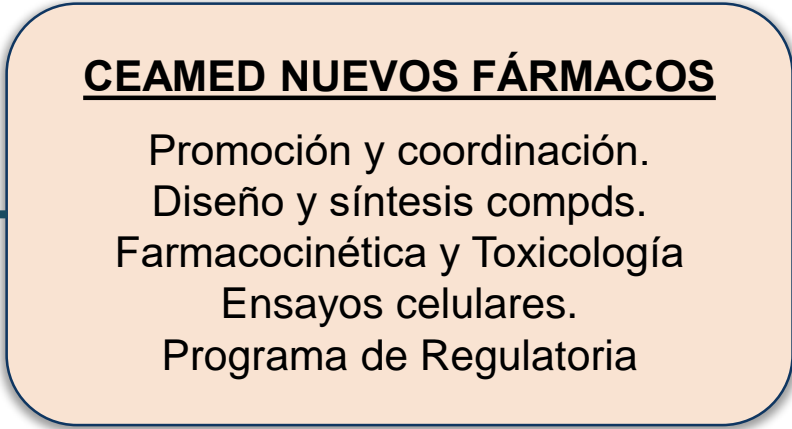 CEAMED NUEVOS FÁRMACOS
Promoción y coordinación.
Diseño y síntesis compds.
Farmacocinética y Toxicología
Ensayos celulares.
Programa de Regulatoria